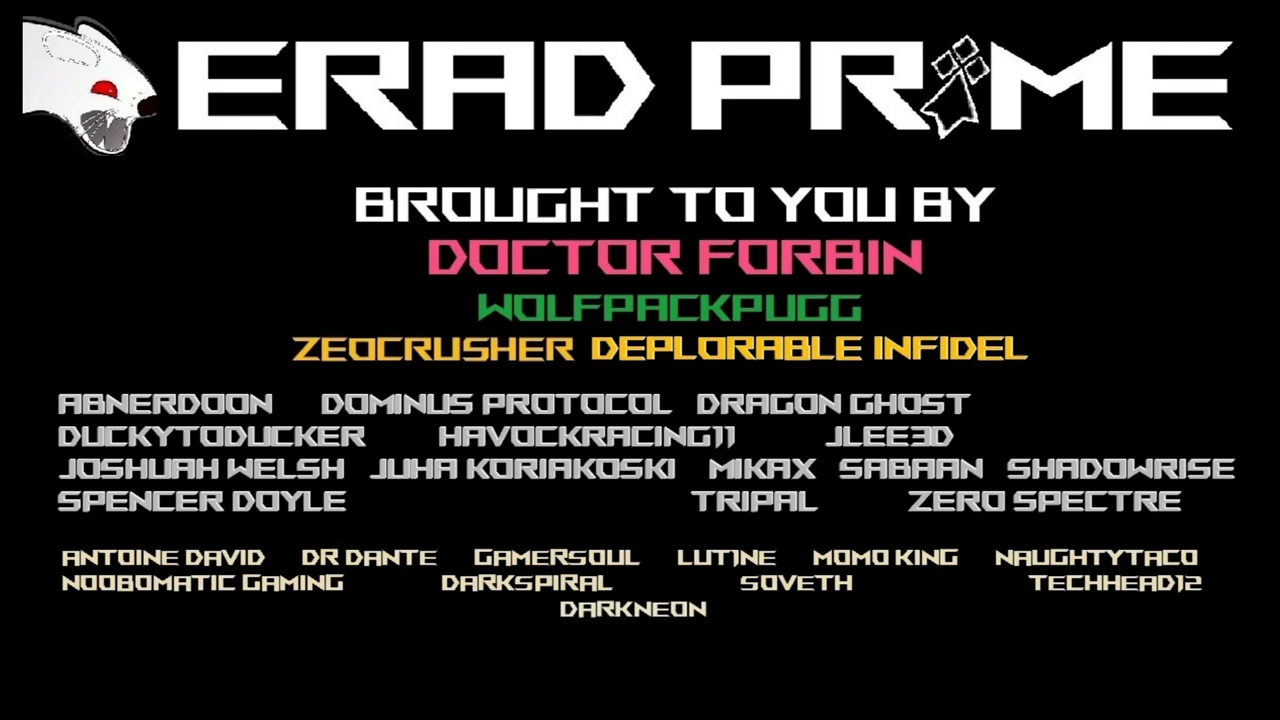 ERAD PRIME
BROUGHT TO YOU BY
DOCTOR FORBIN
WOLFPACKPUGG
ZEOCRUSHER DEPLORABLE INFIDEL
ABNERDOON DOMINUS PROTOCOL DRAGON GHOST
DUCKYTODUCKER HAVOCKRACING11 JLEE3D
JOSHUAH WELSH JUHA KORIAKOSKI MIKAX SABAAN SHADOWRISE
SPENCER DOYLE TRIPAL ZERO SPECTRE
ANTOINE DAVID DR DANTE GAMERSOUL LUT1NE MOMO KING NAUGHTYTACO
NOOBOMATIC GAMING DARKSPIRAL SOVETH TECHHEAD12
DARKNEON